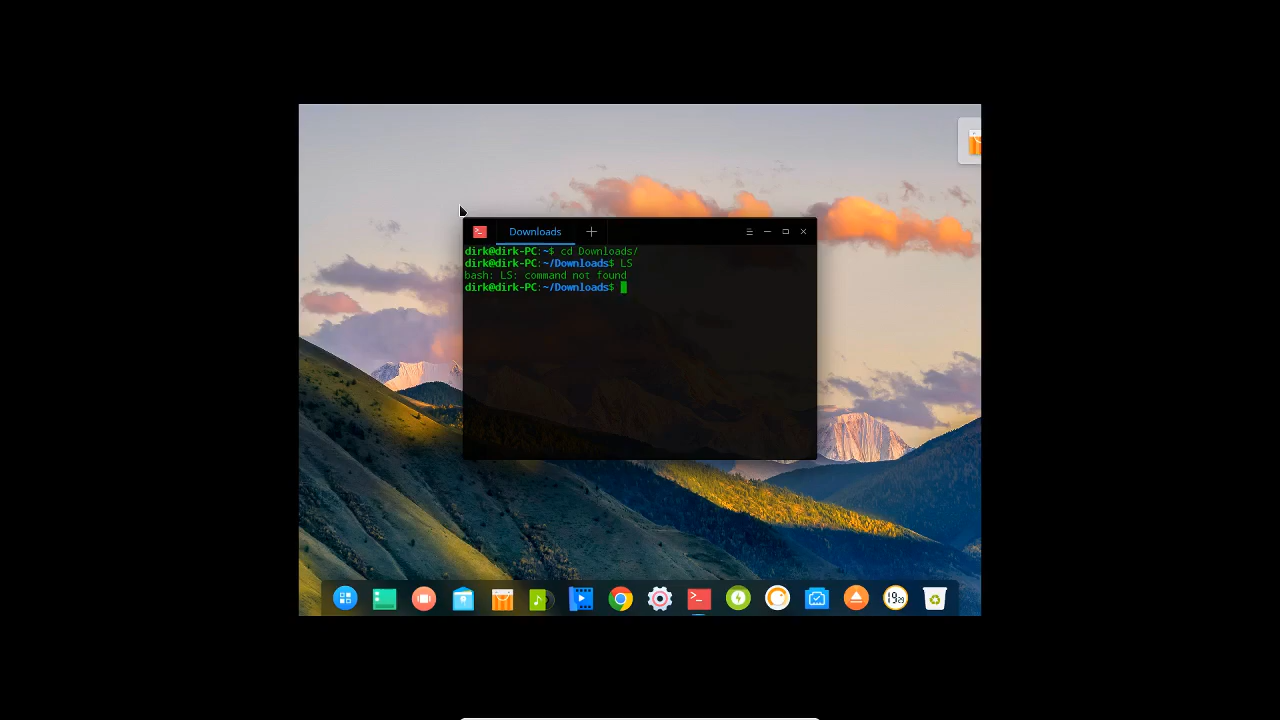 Downloads
dirk@dirk-PC:~$ cd Downloads/
dirk@dirk-PC:~/Downloads$ LS
bash: LS: command not found
dirk@dirk-PC:~/Downloads$